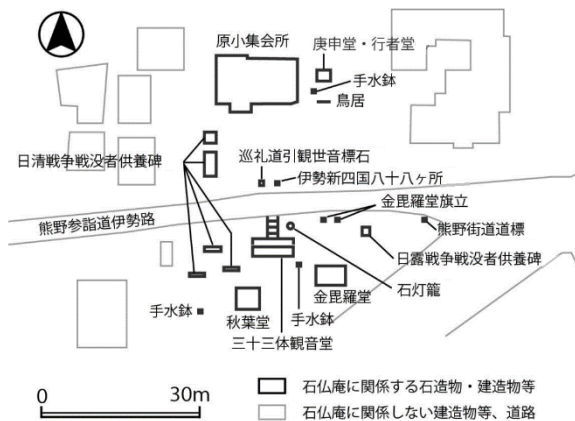 原小集会所
庚申堂・行者堂
手水鉢
鳥居
日清戦争戦没者供養碑
巡礼道引観世音標石
伊勢新四国八十八ヶ所
金毘羅堂旗立
熊野参詣道伊勢路
熊野街道道標
日露戦争戦没者供養碑
石灯籠
金毘羅堂
手水鉢
手水鉢
秋葉堂
三十三体観音堂
0 30m
石仏庵に関係する石造物・建造物等
石仏庵に関係しない建造物等、道路